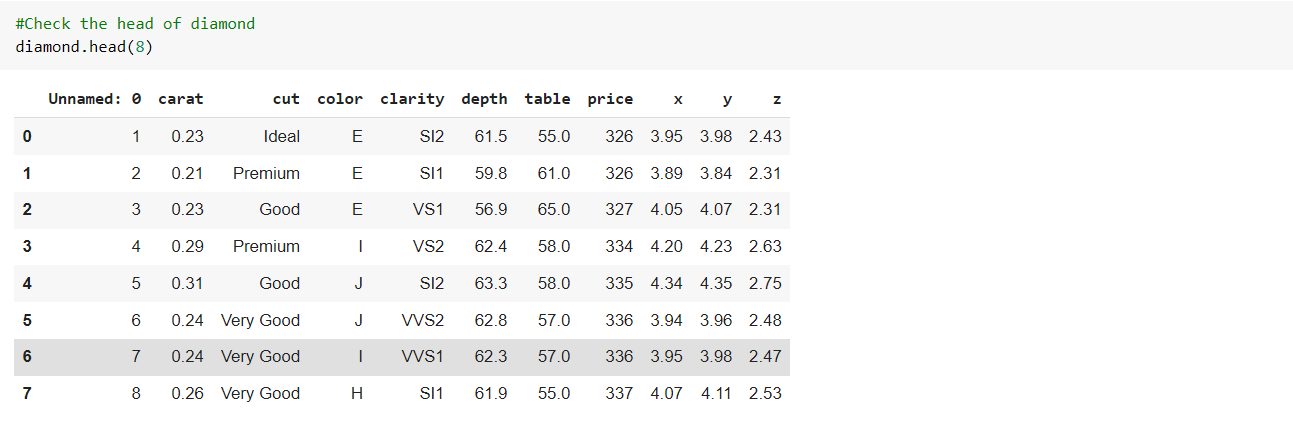 #Check the head of diamond
diamond.head(8)
Unnamed: 0 carat cut color clarity depth table price x y z
0 1 0.23 Ideal E SI2 61.5 55.0 326 3.95 3.98 2.43
1 2 0.21 Premium E SI1 59.8 61.0 326 3.89 3.84 2.31
2 3 0.23 Good E VS1 56.9 65.0 327 4.05 4.07 2.31
3 4 0.29 Premium I VS2 62.4 58.0 334 4.20 4.23 2.63
4 5 0.31 Good J SI2 63.3 58.0 335 4.34 4.35 2.75
5 6 0.24 Very Good J VVS2 62.8 57.0 336 3.94 3.96 2.48
6 7 0.24 Very Good I VVS1 62.3 57.0 336 3.95 3.98 2.47
7 8 0.26 Very Good H SI1 61.9 55.0 337 4.07 4.11 2.53